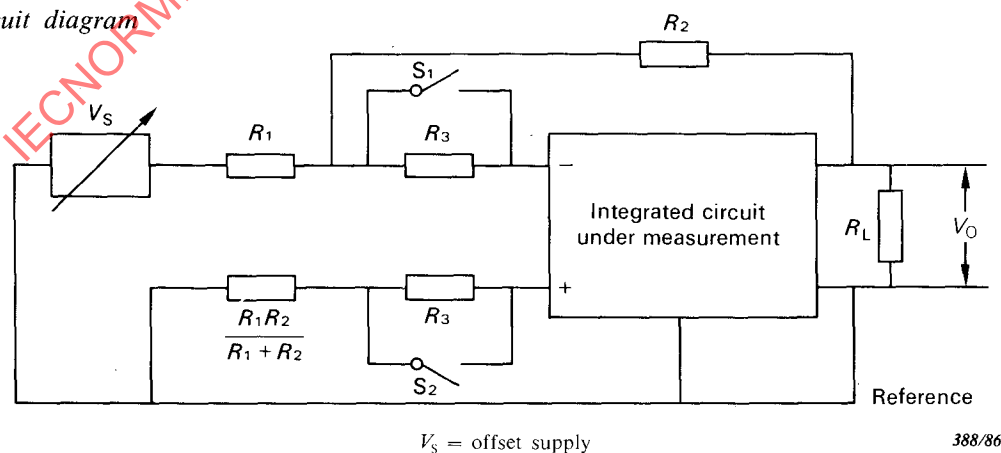 uit diagram
IECNORM
R2
S1
VS
R1
R3
−
Integrated circuit
under measurement
RL
VO
+
R1R2
R1 + R2
R3
S2
Reference
VS = offset supply
388/86